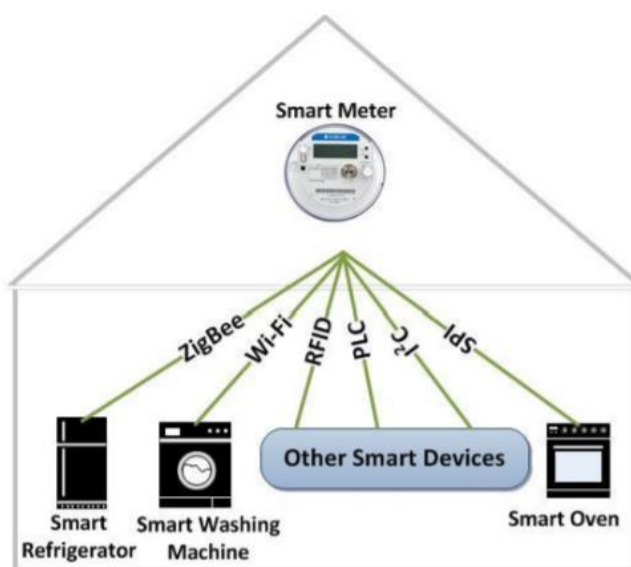 Smart Meter
ZigBee
Wi-Fi
RFID
PLC
I²C
SPI
Other Smart Devices
Smart
Refrigerator
Smart Washing
Machine
Smart Oven